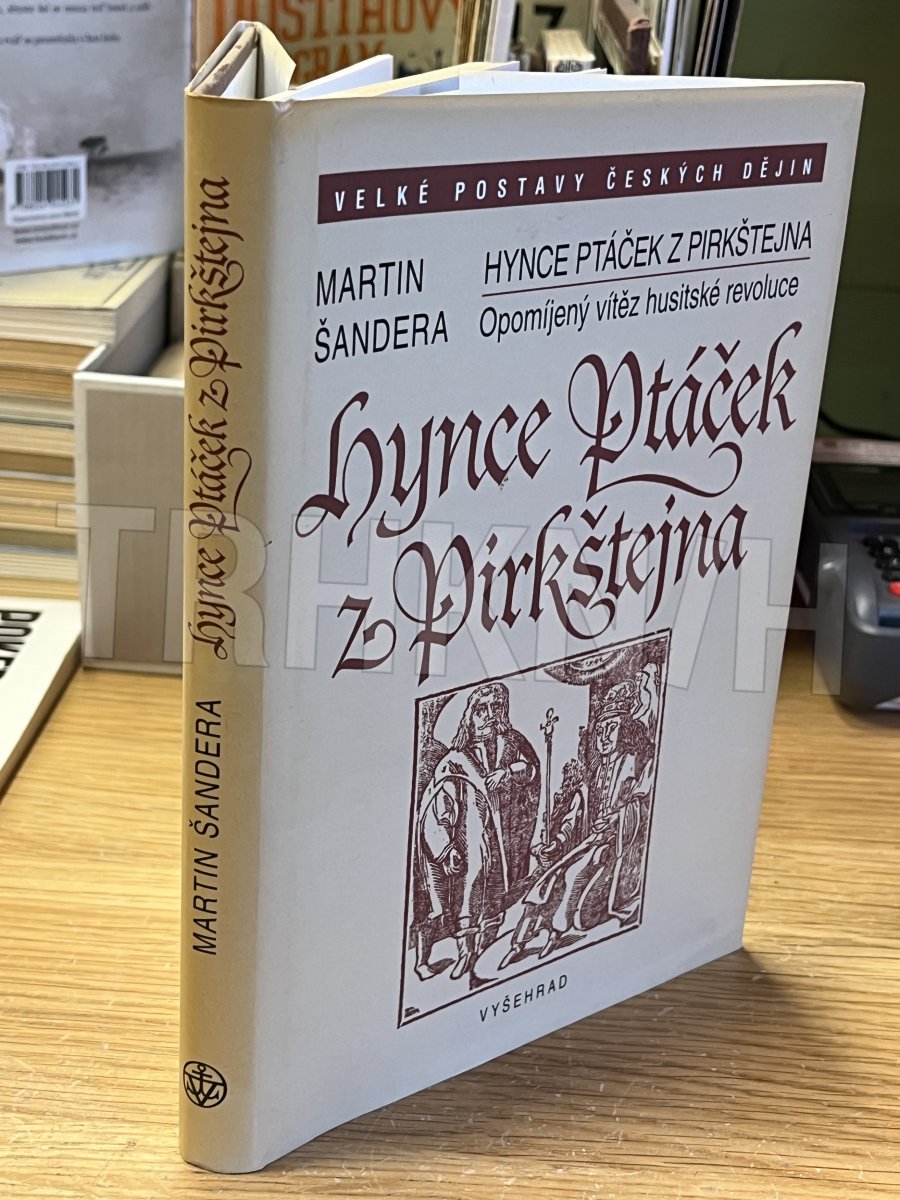 VELKÉ POSTAVY ČESKÝCH DĚJIN
MARTIN
ŠANDERA
HYNCE PTÁČEK Z PIRKŠTEJNA
Opomíjený vítěz husitské revoluce
Hynce Ptáček
z Pirkštejna
VYŠEHRAD
Hynce Ptáček z Pirkštejna
MARTIN ŠANDERA
TRHKNIH